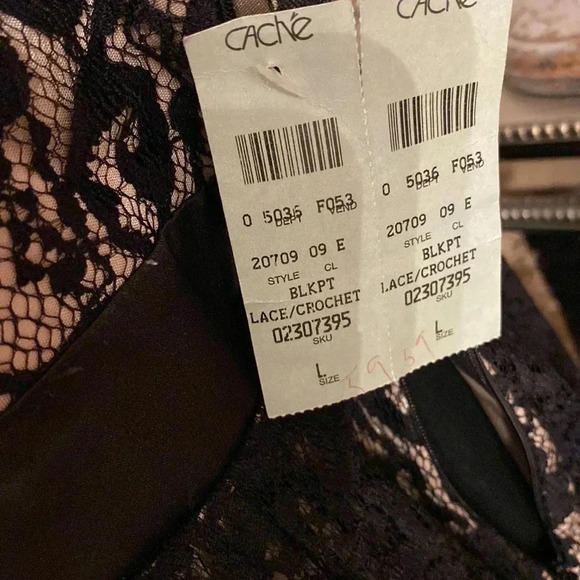 CAChé
0 5036 F053
DEPT VEND
20709 09 E
STYLE CL
BLKPT
LACE/CROCHET
02307395
SKU
L
SIZE
CAChé
0 5036 F053
DEPT VEND
20709 09 E
STYLE CL
BLKPT
LACE/CROCHET
02307395
SKU
L
SIZE